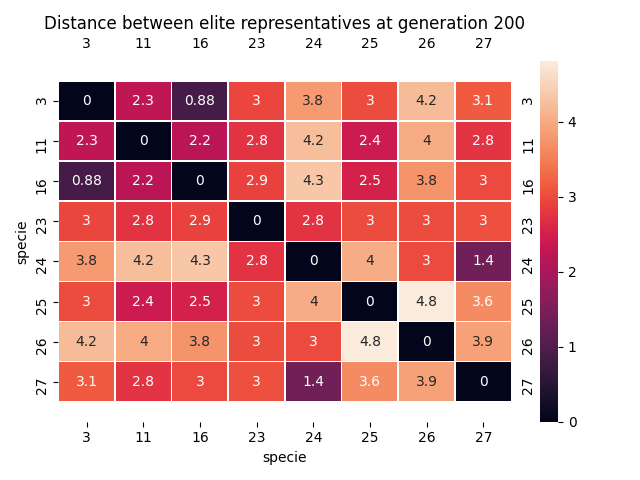 Distance between elite representatives at generation 200
3 11 16 23 24 25 26 27
3 0 2.3 0.88 3 3.8 3 4.2 3.1 3
11 2.3 0 2.2 2.8 4.2 2.4 4 2.8 11
16 0.88 2.2 0 2.9 4.3 2.5 3.8 3 16
23 3 2.8 2.9 0 2.8 3 3 3 23
24 3.8 4.2 4.3 2.8 0 4 3 1.4 24
25 3 2.4 2.5 3 4 0 4.8 3.6 25
26 4.2 4 3.8 3 3 4.8 0 3.9 26
27 3.1 2.8 3 3 1.4 3.6 3.9 0 27
3 11 16 23 24 25 26 27
specie
specie
4
3
2
1
0